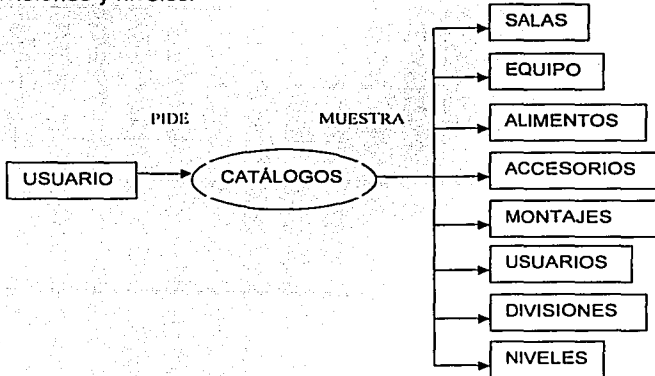 SALAS
EQUIPO
PIDE
MUESTRA
ALIMENTOS
USUARIO
CATÁLOGOS
ACCESORIOS
MONTAJES
USUARIOS
DIVISIONES
NIVELES